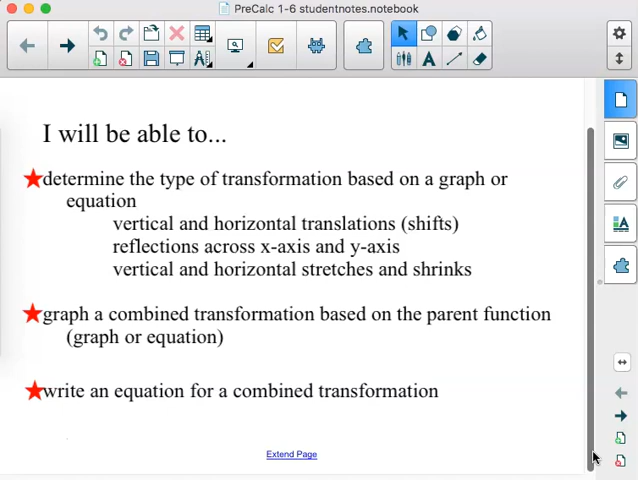 PreCalc 1-6 studentnotes.notebook
I will be able to...
determine the type of transformation based on a graph or
equation
vertical and horizontal translations (shifts)
reflections across x-axis and y-axis
vertical and horizontal stretches and shrinks
graph a combined transformation based on the parent function
(graph or equation)
write an equation for a combined transformation
Extend Page